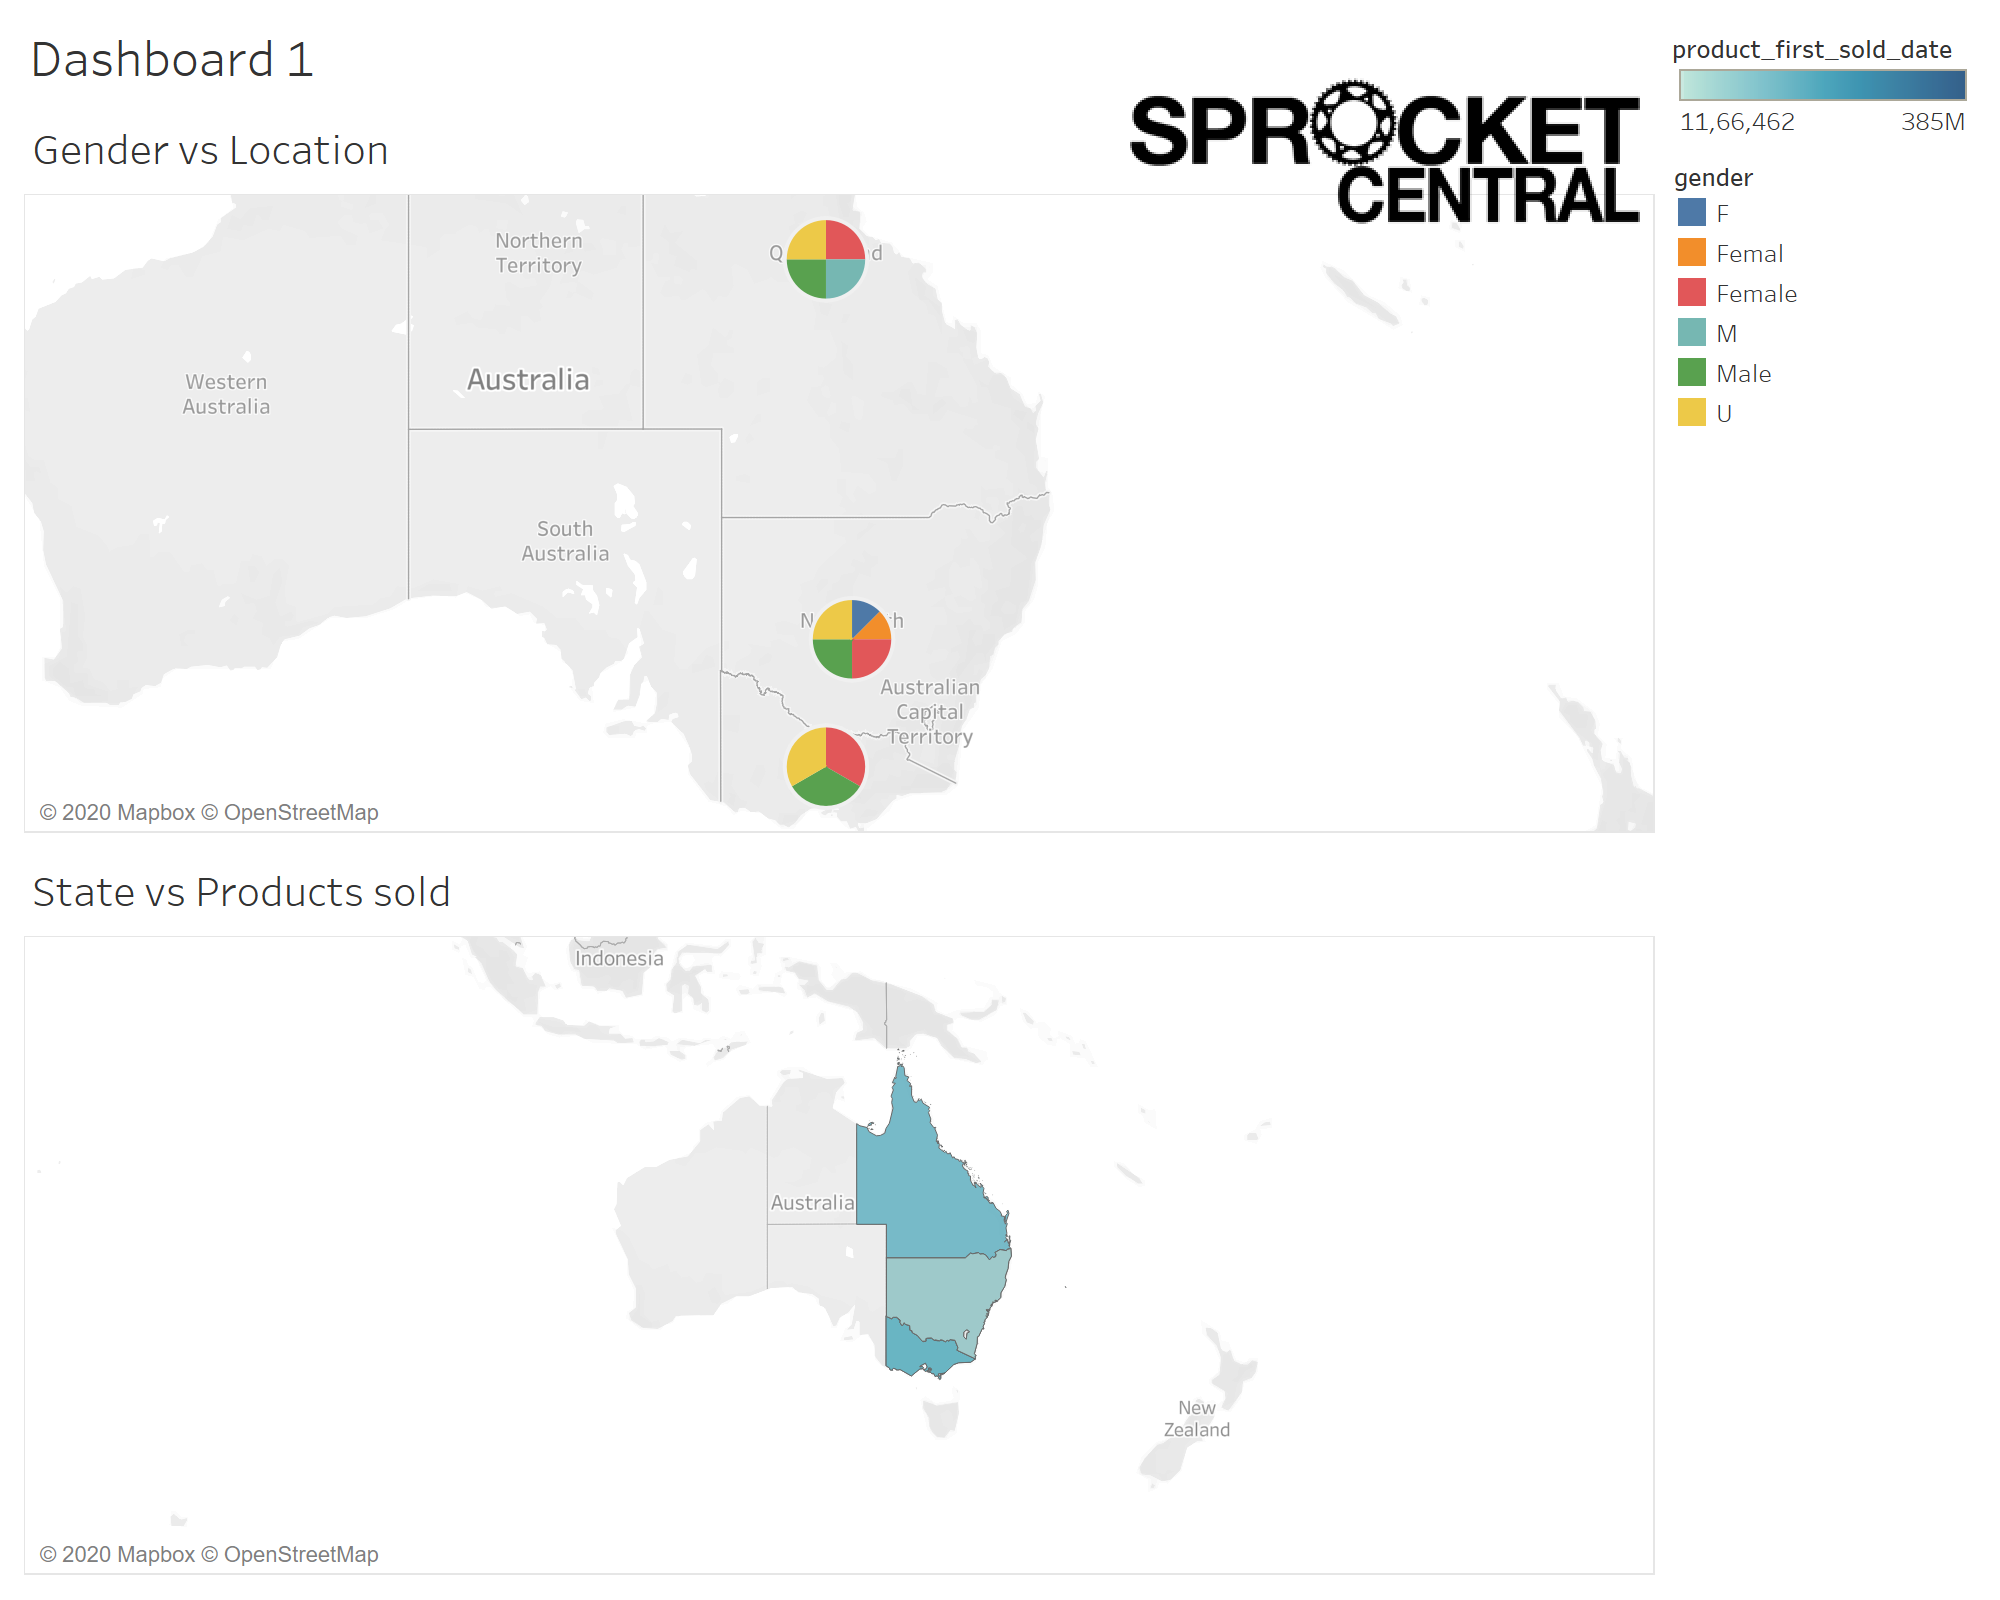 Dashboard 1
SPROCKET
CENTRAL
product_first_sold_date
11,66,462 385M
gender
F
Femal
Female
M
Male
U
Gender vs Location
Northern
Territory
Australia
Western
Australia
South
Australia
Australian
Capital
Territory
© 2020 Mapbox © OpenStreetMap
State vs Products sold
Indonesia
Australia
New
Zealand
© 2020 Mapbox © OpenStreetMap